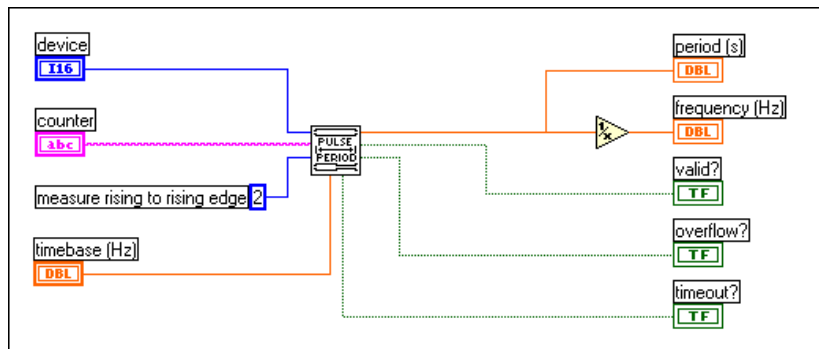 device
I16
counter
abc
measure rising to rising edge 2
timebase (Hz)
DBL
PULSE
PERIOD
1/x
period (s)
DBL
frequency (Hz)
DBL
valid?
TF
overflow?
TF
timeout?
TF